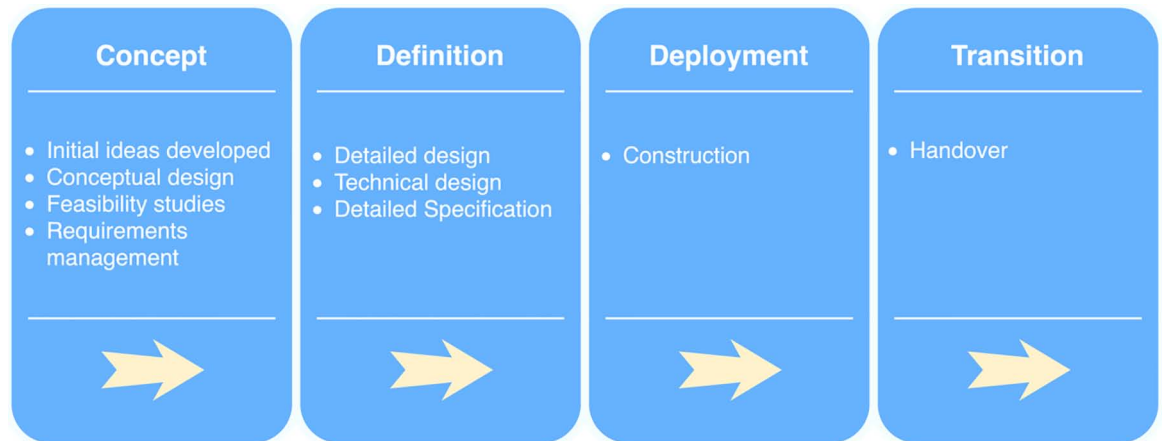 Concept
• Initial ideas developed
• Conceptual design
• Feasibility studies
• Requirements
management
Definition
• Detailed design
• Technical design
• Detailed Specification
Deployment
• Construction
Transition
• Handover